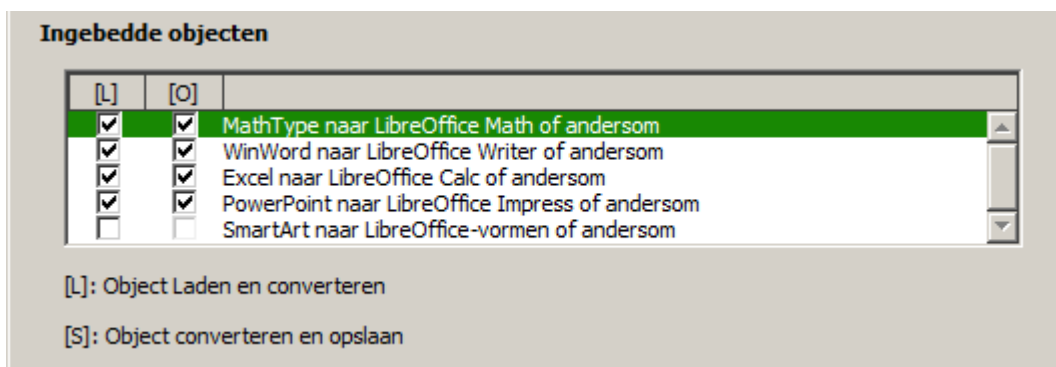 Ingebedde objecten
[L] [O]
MathType naar LibreOffice Math of andersom
WinWord naar LibreOffice Writer of andersom
Excel naar LibreOffice Calc of andersom
PowerPoint naar LibreOffice Impress of andersom
SmartArt naar LibreOffice-vormen of andersom
[L]: Object Laden en converteren
[S]: Object converteren en opslaan